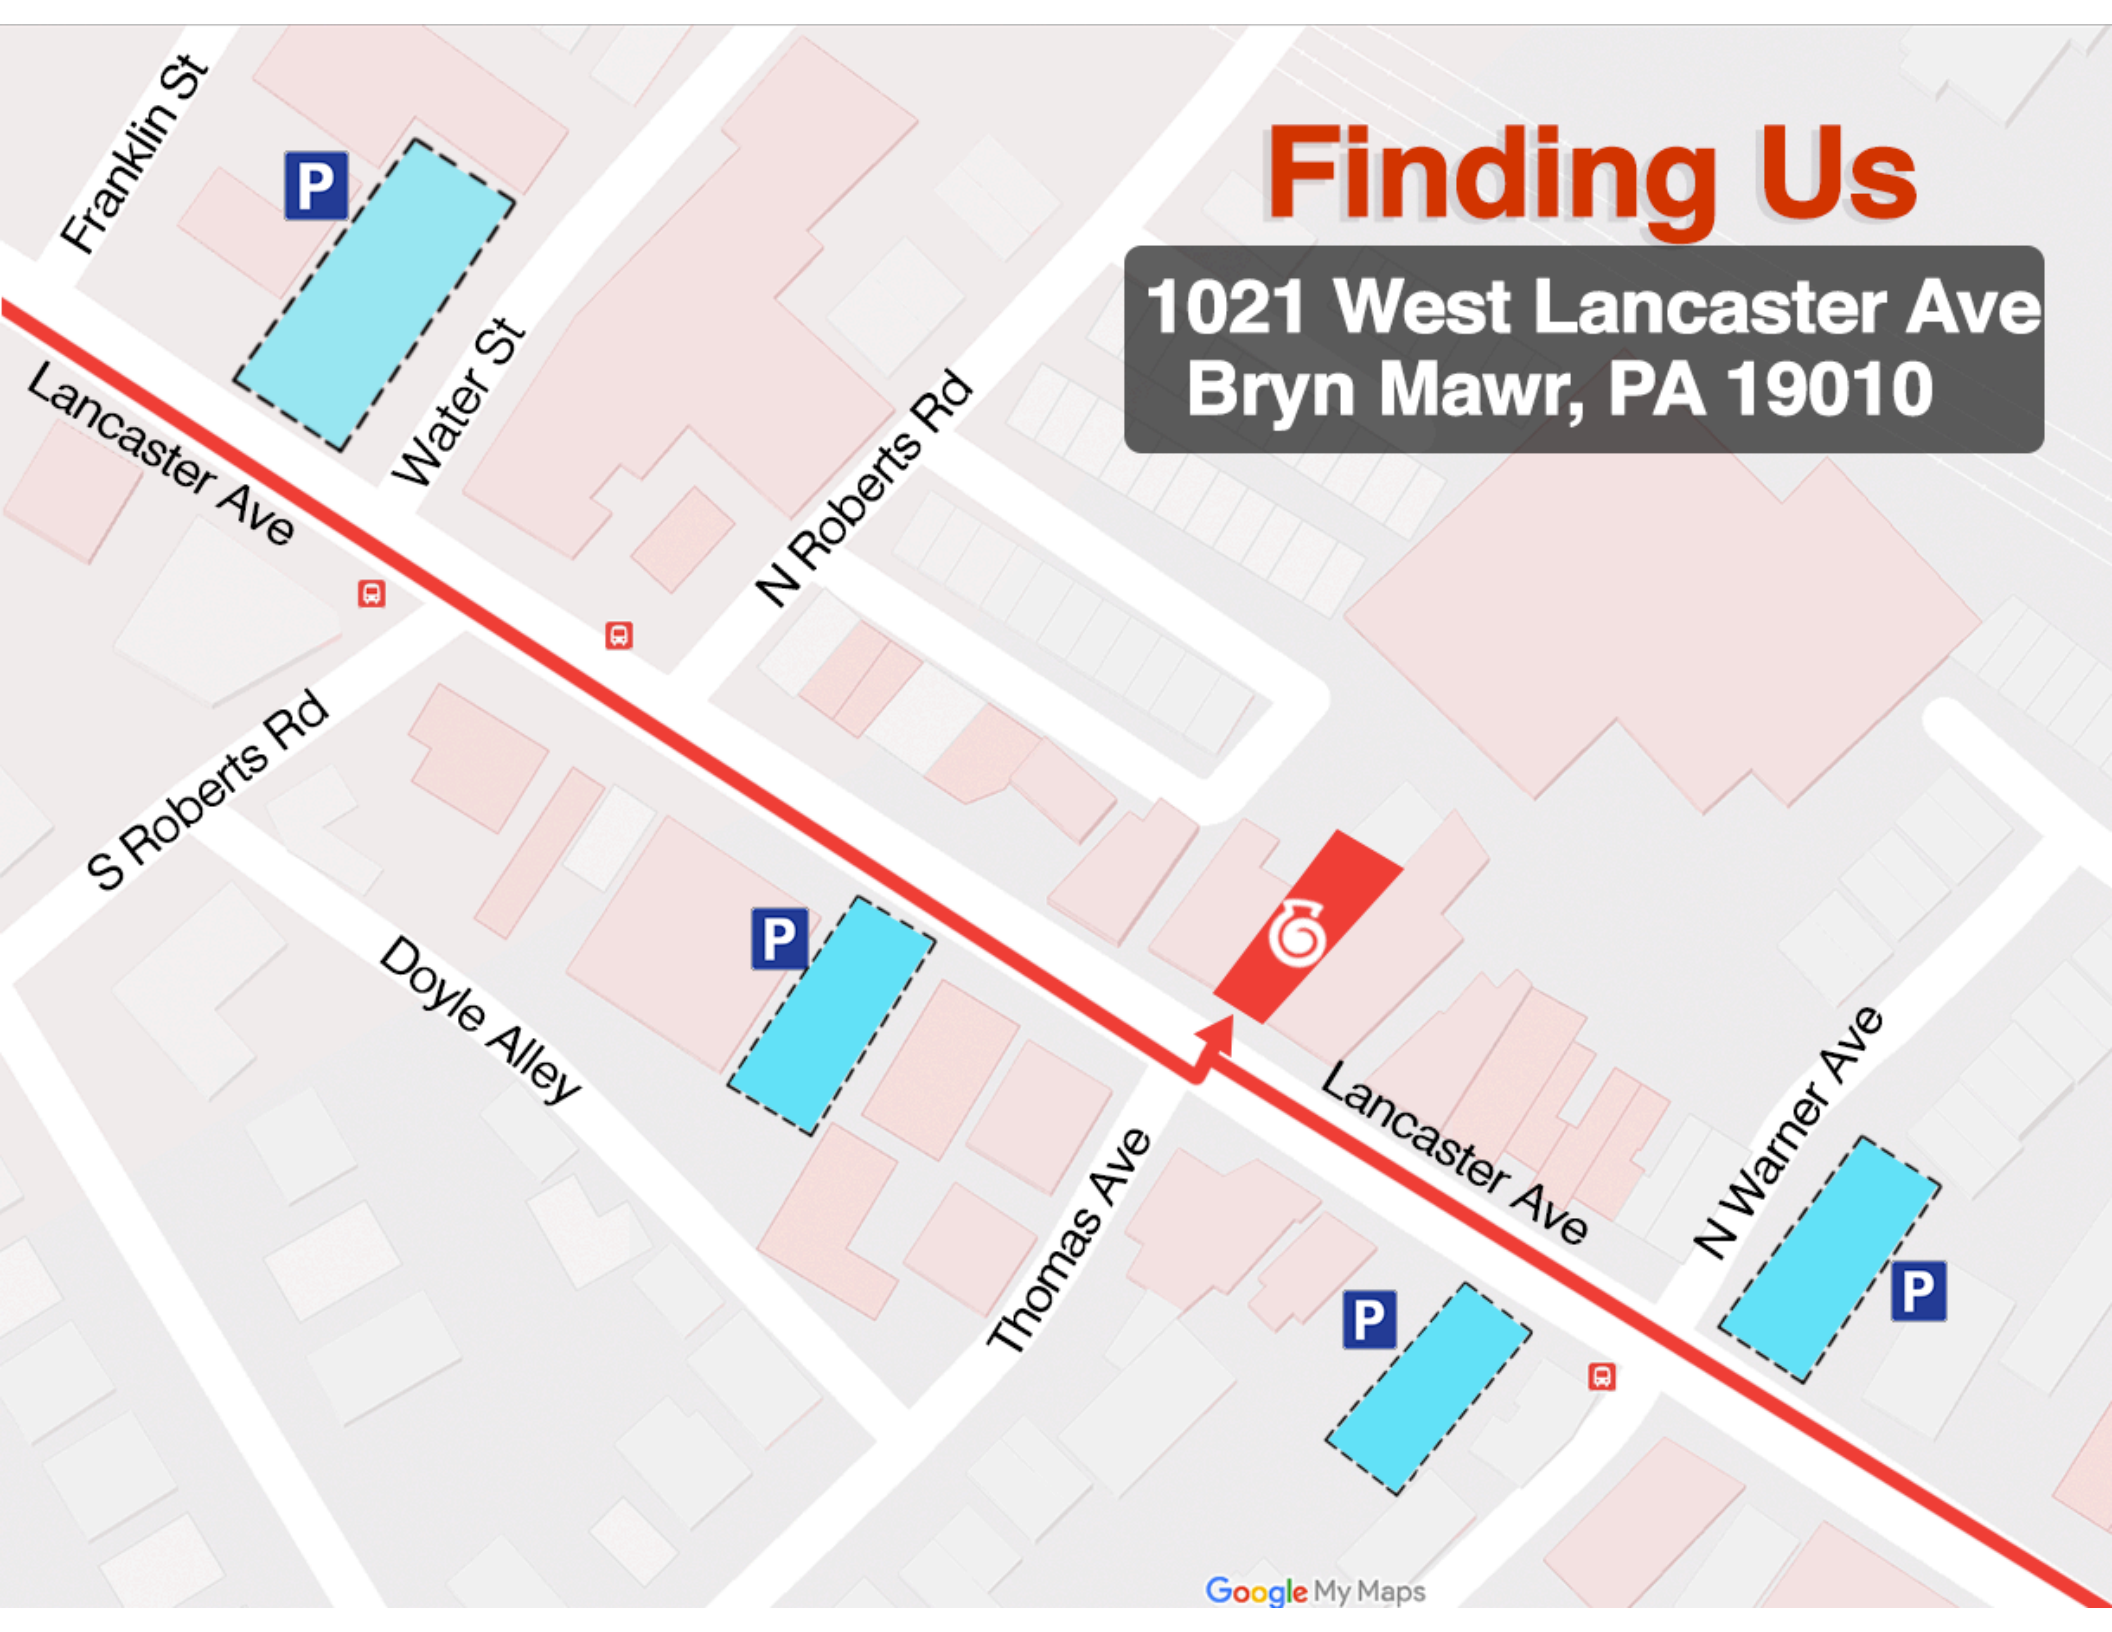 Finding Us
1021 West Lancaster Ave
Bryn Mawr, PA 19010
Franklin St
P
Water St
Lancaster Ave
N Roberts Rd
S Roberts Rd
P
Doyle Alley
Lancaster Ave
N Warner Ave
Thomas Ave
P
P
Google My Maps